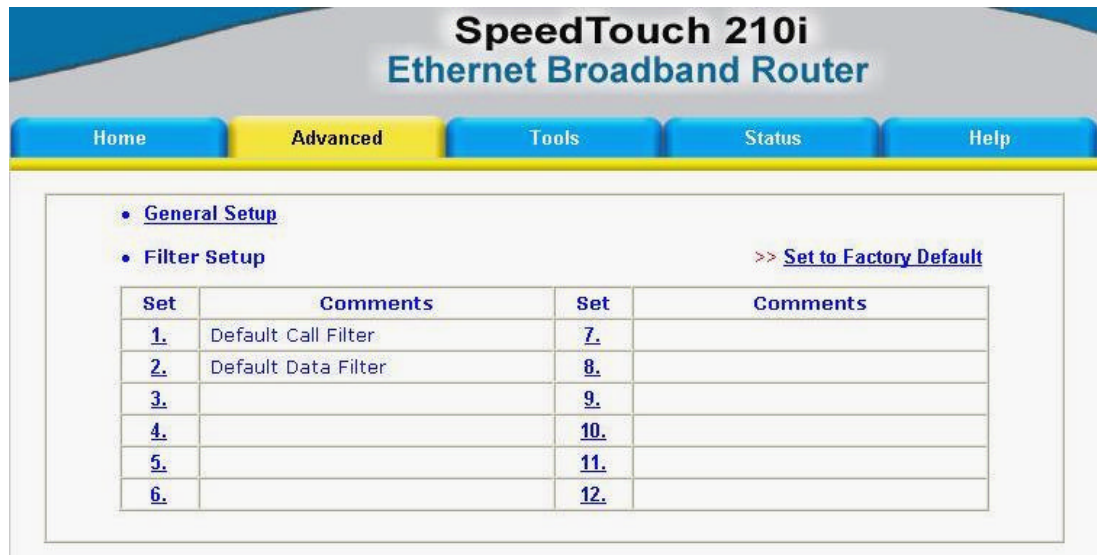 SpeedTouch 210i
Ethernet Broadband Router
Home Advanced Tools Status Help
• General Setup
• Filter Setup >> Set to Factory Default
Set Comments Set Comments
1. Default Call Filter 7.
2. Default Data Filter 8.
3. 9.
4. 10.
5. 11.
6. 12.